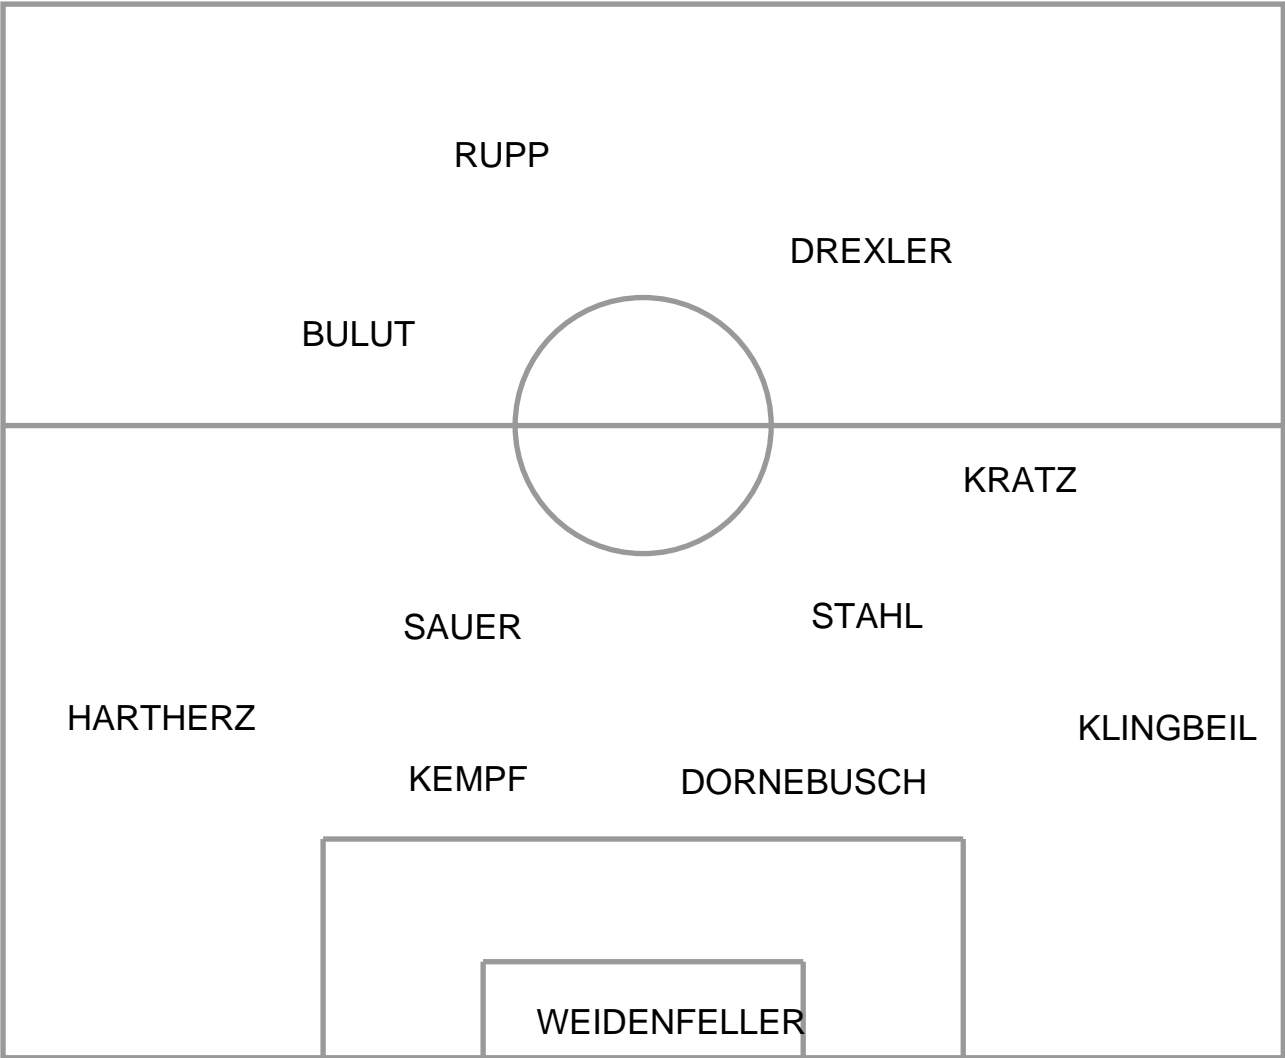 RUPP
DREXLER
BULUT
KRATZ
STAHL
SAUER
HARTHERZ
KLINGBEIL
KEMPF
DORNEBUSCH
WEIDENFELLER